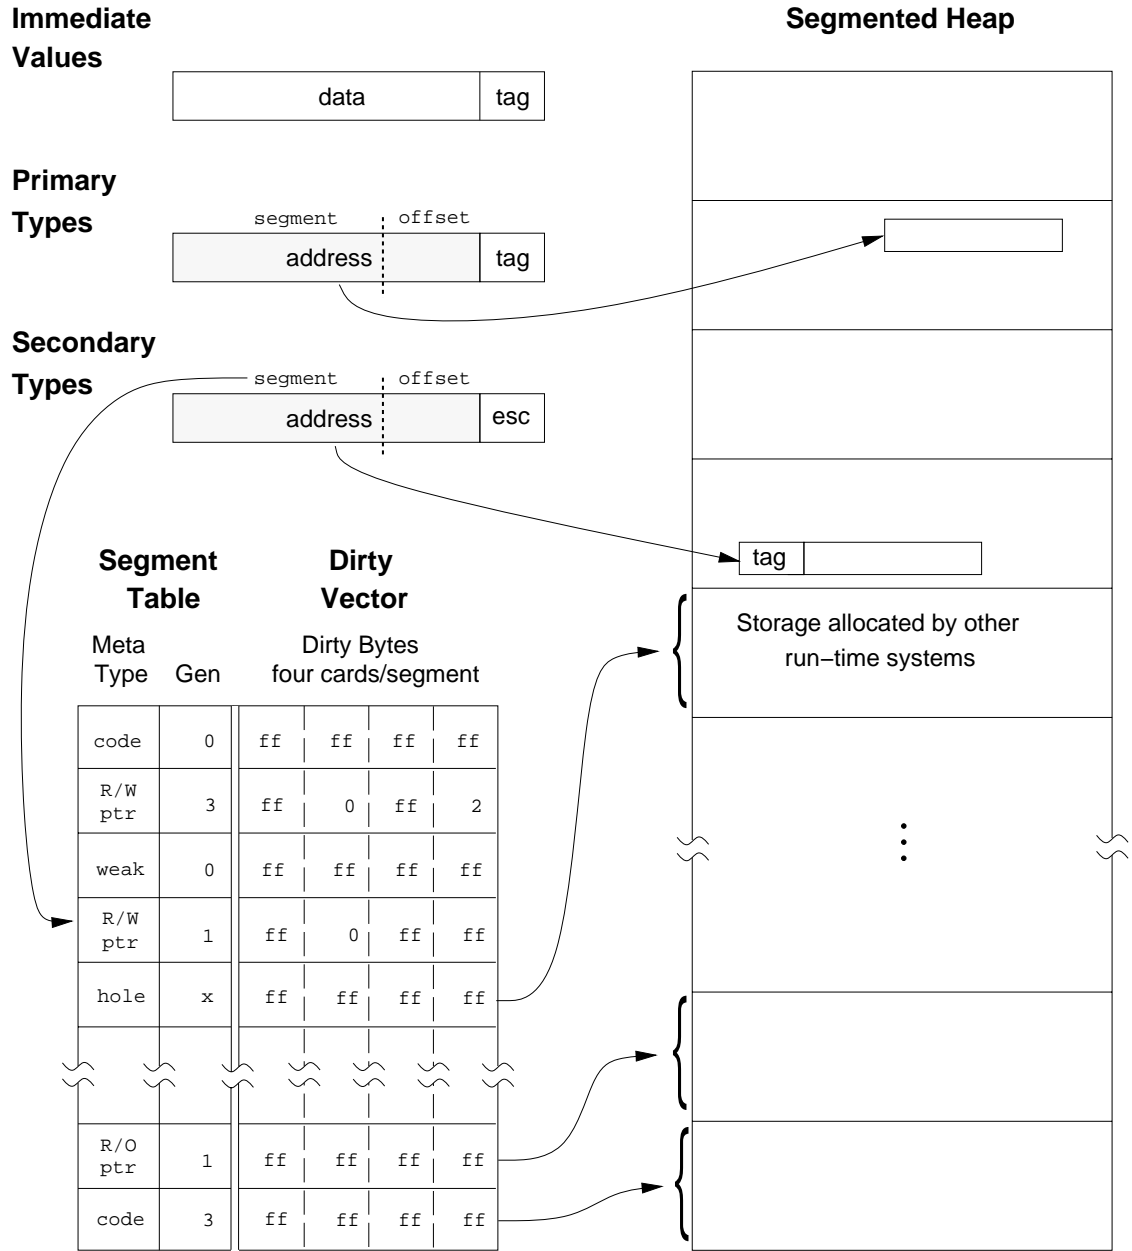 Immediate
Values
data tag
Primary
Types
segment offset
address tag
Secondary
Types
segment offset
address esc
Segmented Heap
tag
Storage allocated by other
run−time systems
Segment
Table
Dirty
Vector
Meta
Type Gen
Dirty Bytes
four cards/segment
code 0 ff ff ff ff
R/W
ptr 3 ff 0 ff 2
weak 0 ff ff ff ff
R/W
ptr 1 ff 0 ff ff
hole x ff ff ff ff
R/O
ptr 1 ff ff ff ff
code 3 ff ff ff ff